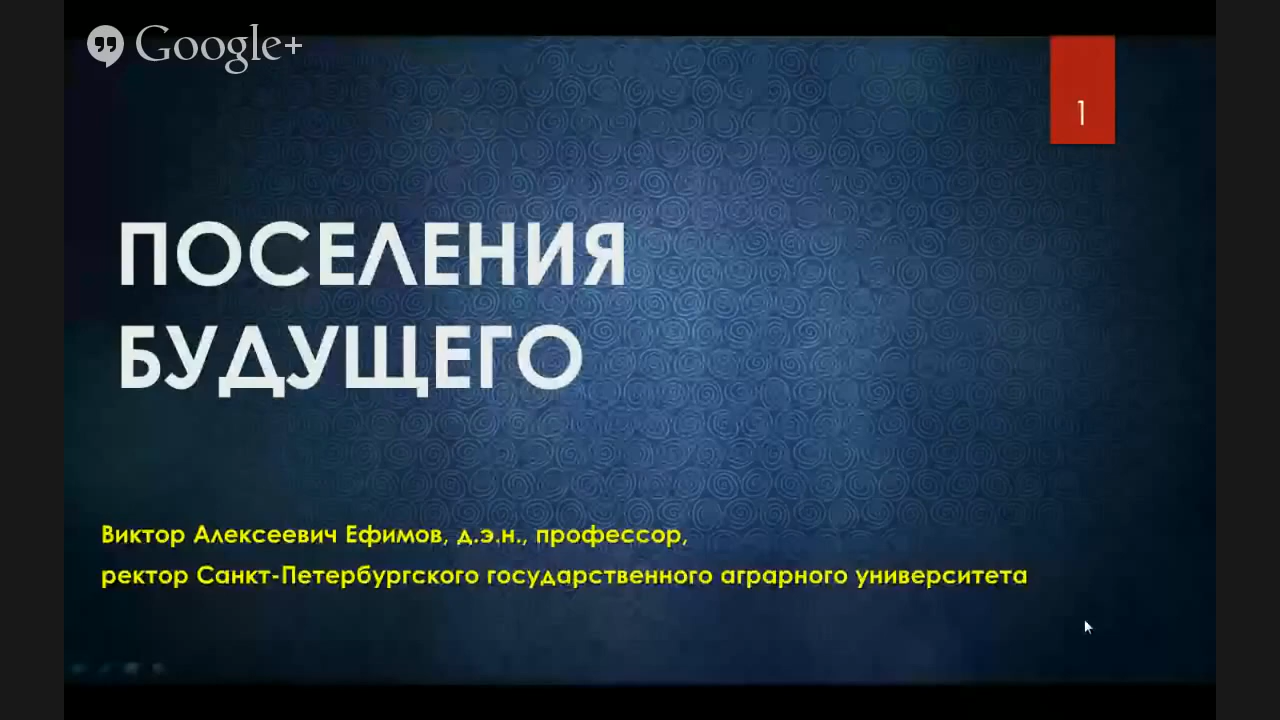 Google+
1
ПОСЕЛЕНИЯ
БУДУЩЕГО
Виктор Алексеевич Ефимов, д.э.н., профессор,
ректор Санкт-Петербургского государственного аграрного университета